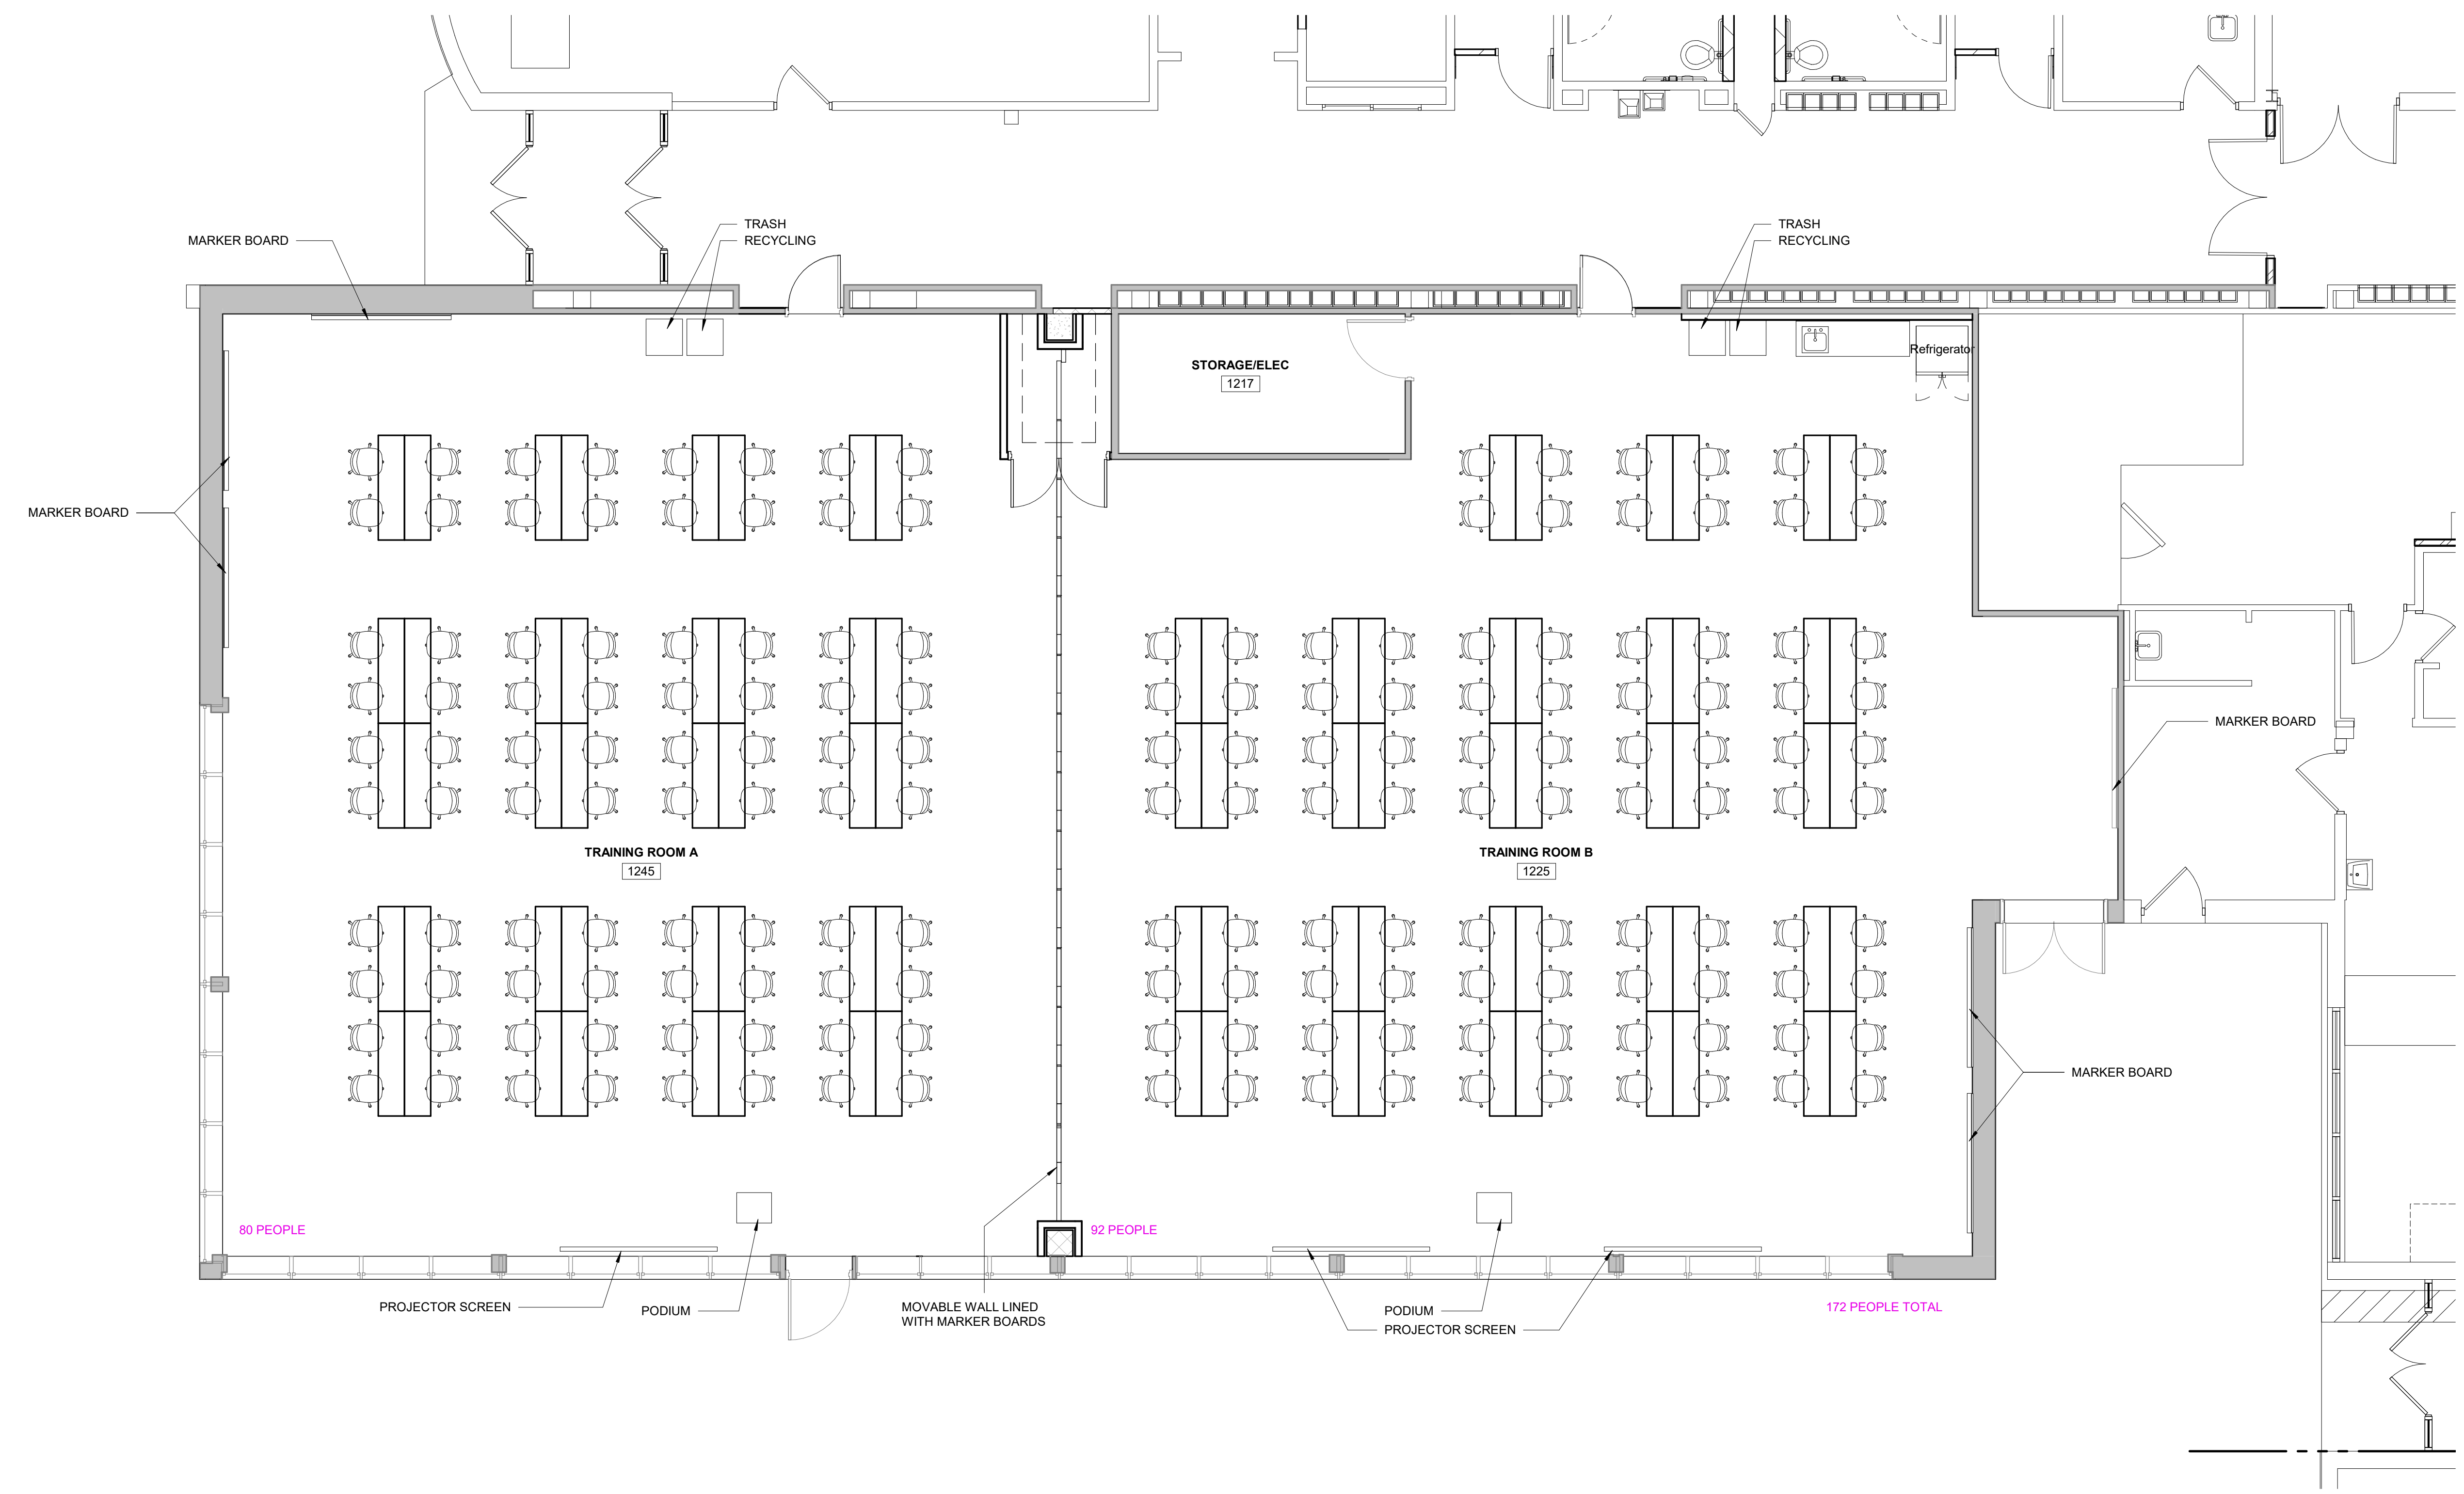 TRASH
RECYCLING
TRASH
RECYCLING
MARKER BOARD
STORAGE/ELEC
1217
Refrigerator
MARKER BOARD
MARKER BOARD
TRAINING ROOM A
1245
TRAINING ROOM B
1225
MARKER BOARD
80 PEOPLE
92 PEOPLE
PROJECTOR SCREEN
PODIUM
MOVABLE WALL LINED
WITH MARKER BOARDS
PODIUM
PROJECTOR SCREEN
172 PEOPLE TOTAL